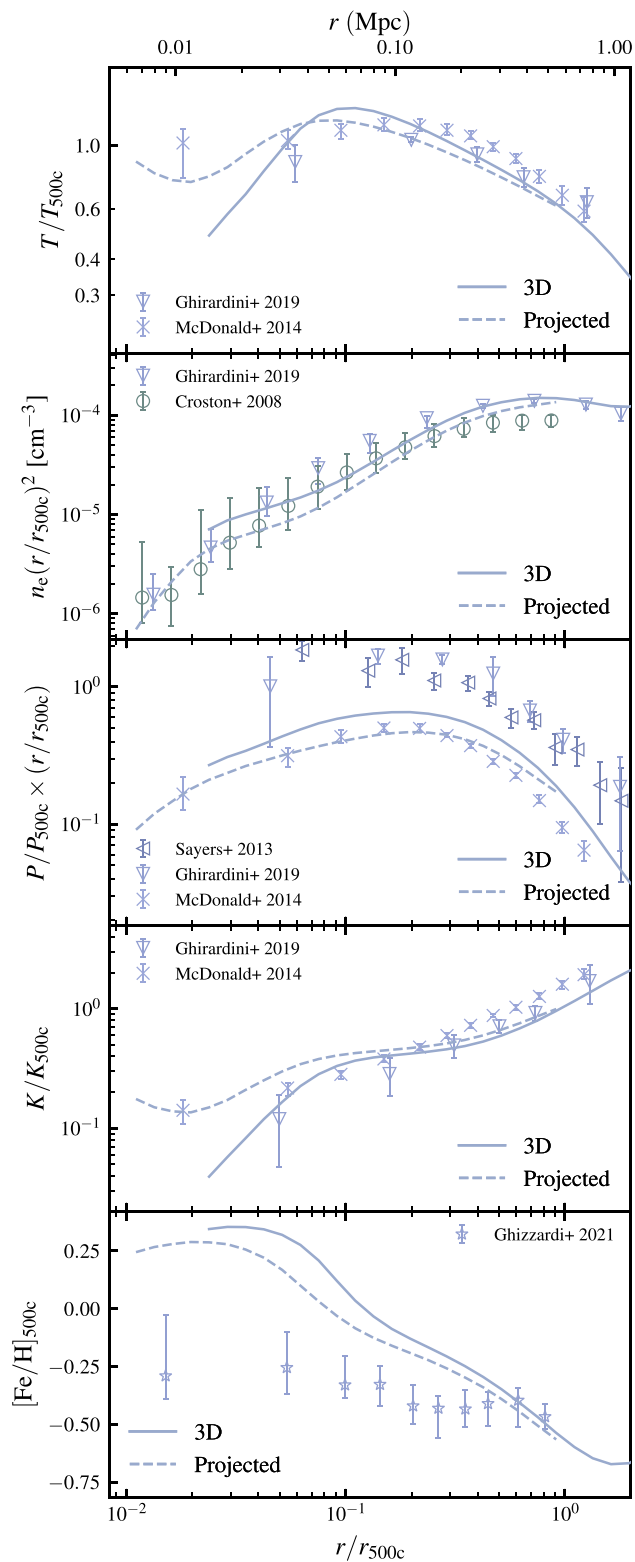 r (Mpc)
0.01 0.10 1.00
T/T500c
1.0
0.6
0.4
0.3
Ghirardini+ 2019
McDonald+ 2014
3D
Projected
ne(r/r500c)² [cm⁻³]
10⁻⁴
10⁻⁵
10⁻⁶
Ghirardini+ 2019
Croston+ 2008
3D
Projected
P/P500c × (r/r500c)
10⁰
10⁻¹
Sayers+ 2013
Ghirardini+ 2019
McDonald+ 2014
3D
Projected
K/K500c
10⁰
10⁻¹
Ghirardini+ 2019
McDonald+ 2014
3D
Projected
[Fe/H]500c
0.25
0.00
−0.25
−0.50
−0.75
Ghizzardi+ 2021
3D
Projected
10⁻² 10⁻¹ 10⁰
r/r500c